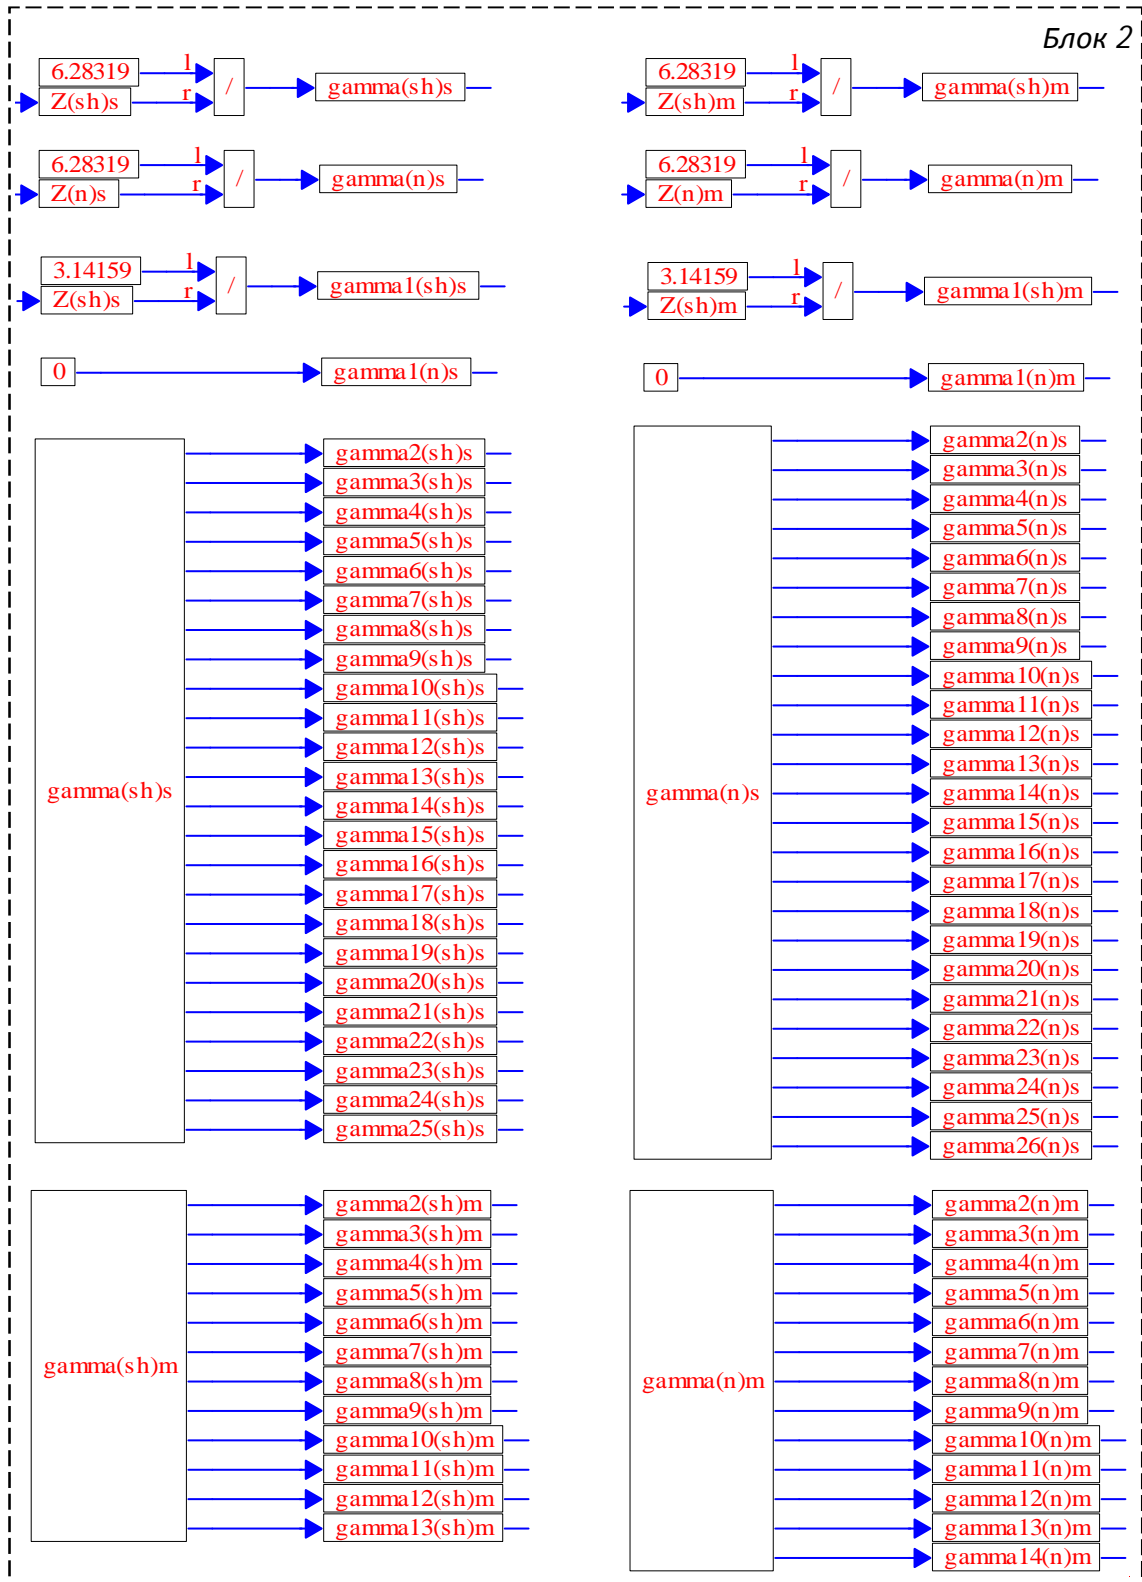 Блок 2
6.28319
l
Z(sh)s
r
/
gamma(sh)s
6.28319
l
Z(sh)m
r
/
gamma(sh)m
6.28319
l
Z(n)s
r
/
gamma(n)s
6.28319
l
Z(n)m
r
/
gamma(n)m
3.14159
l
Z(sh)s
r
/
gamma1(sh)s
3.14159
l
Z(sh)m
r
/
gamma1(sh)m
0
gamma1(n)s
0
gamma1(n)m
gamma(sh)s
gamma2(sh)s
gamma3(sh)s
gamma4(sh)s
gamma5(sh)s
gamma6(sh)s
gamma7(sh)s
gamma8(sh)s
gamma9(sh)s
gamma10(sh)s
gamma11(sh)s
gamma12(sh)s
gamma13(sh)s
gamma14(sh)s
gamma15(sh)s
gamma16(sh)s
gamma17(sh)s
gamma18(sh)s
gamma19(sh)s
gamma20(sh)s
gamma21(sh)s
gamma22(sh)s
gamma23(sh)s
gamma24(sh)s
gamma25(sh)s
gamma(n)s
gamma2(n)s
gamma3(n)s
gamma4(n)s
gamma5(n)s
gamma6(n)s
gamma7(n)s
gamma8(n)s
gamma9(n)s
gamma10(n)s
gamma11(n)s
gamma12(n)s
gamma13(n)s
gamma14(n)s
gamma15(n)s
gamma16(n)s
gamma17(n)s
gamma18(n)s
gamma19(n)s
gamma20(n)s
gamma21(n)s
gamma22(n)s
gamma23(n)s
gamma24(n)s
gamma25(n)s
gamma26(n)s
gamma(sh)m
gamma2(sh)m
gamma3(sh)m
gamma4(sh)m
gamma5(sh)m
gamma6(sh)m
gamma7(sh)m
gamma8(sh)m
gamma9(sh)m
gamma10(sh)m
gamma11(sh)m
gamma12(sh)m
gamma13(sh)m
gamma(n)m
gamma2(n)m
gamma3(n)m
gamma4(n)m
gamma5(n)m
gamma6(n)m
gamma7(n)m
gamma8(n)m
gamma9(n)m
gamma10(n)m
gamma11(n)m
gamma12(n)m
gamma13(n)m
gamma14(n)m